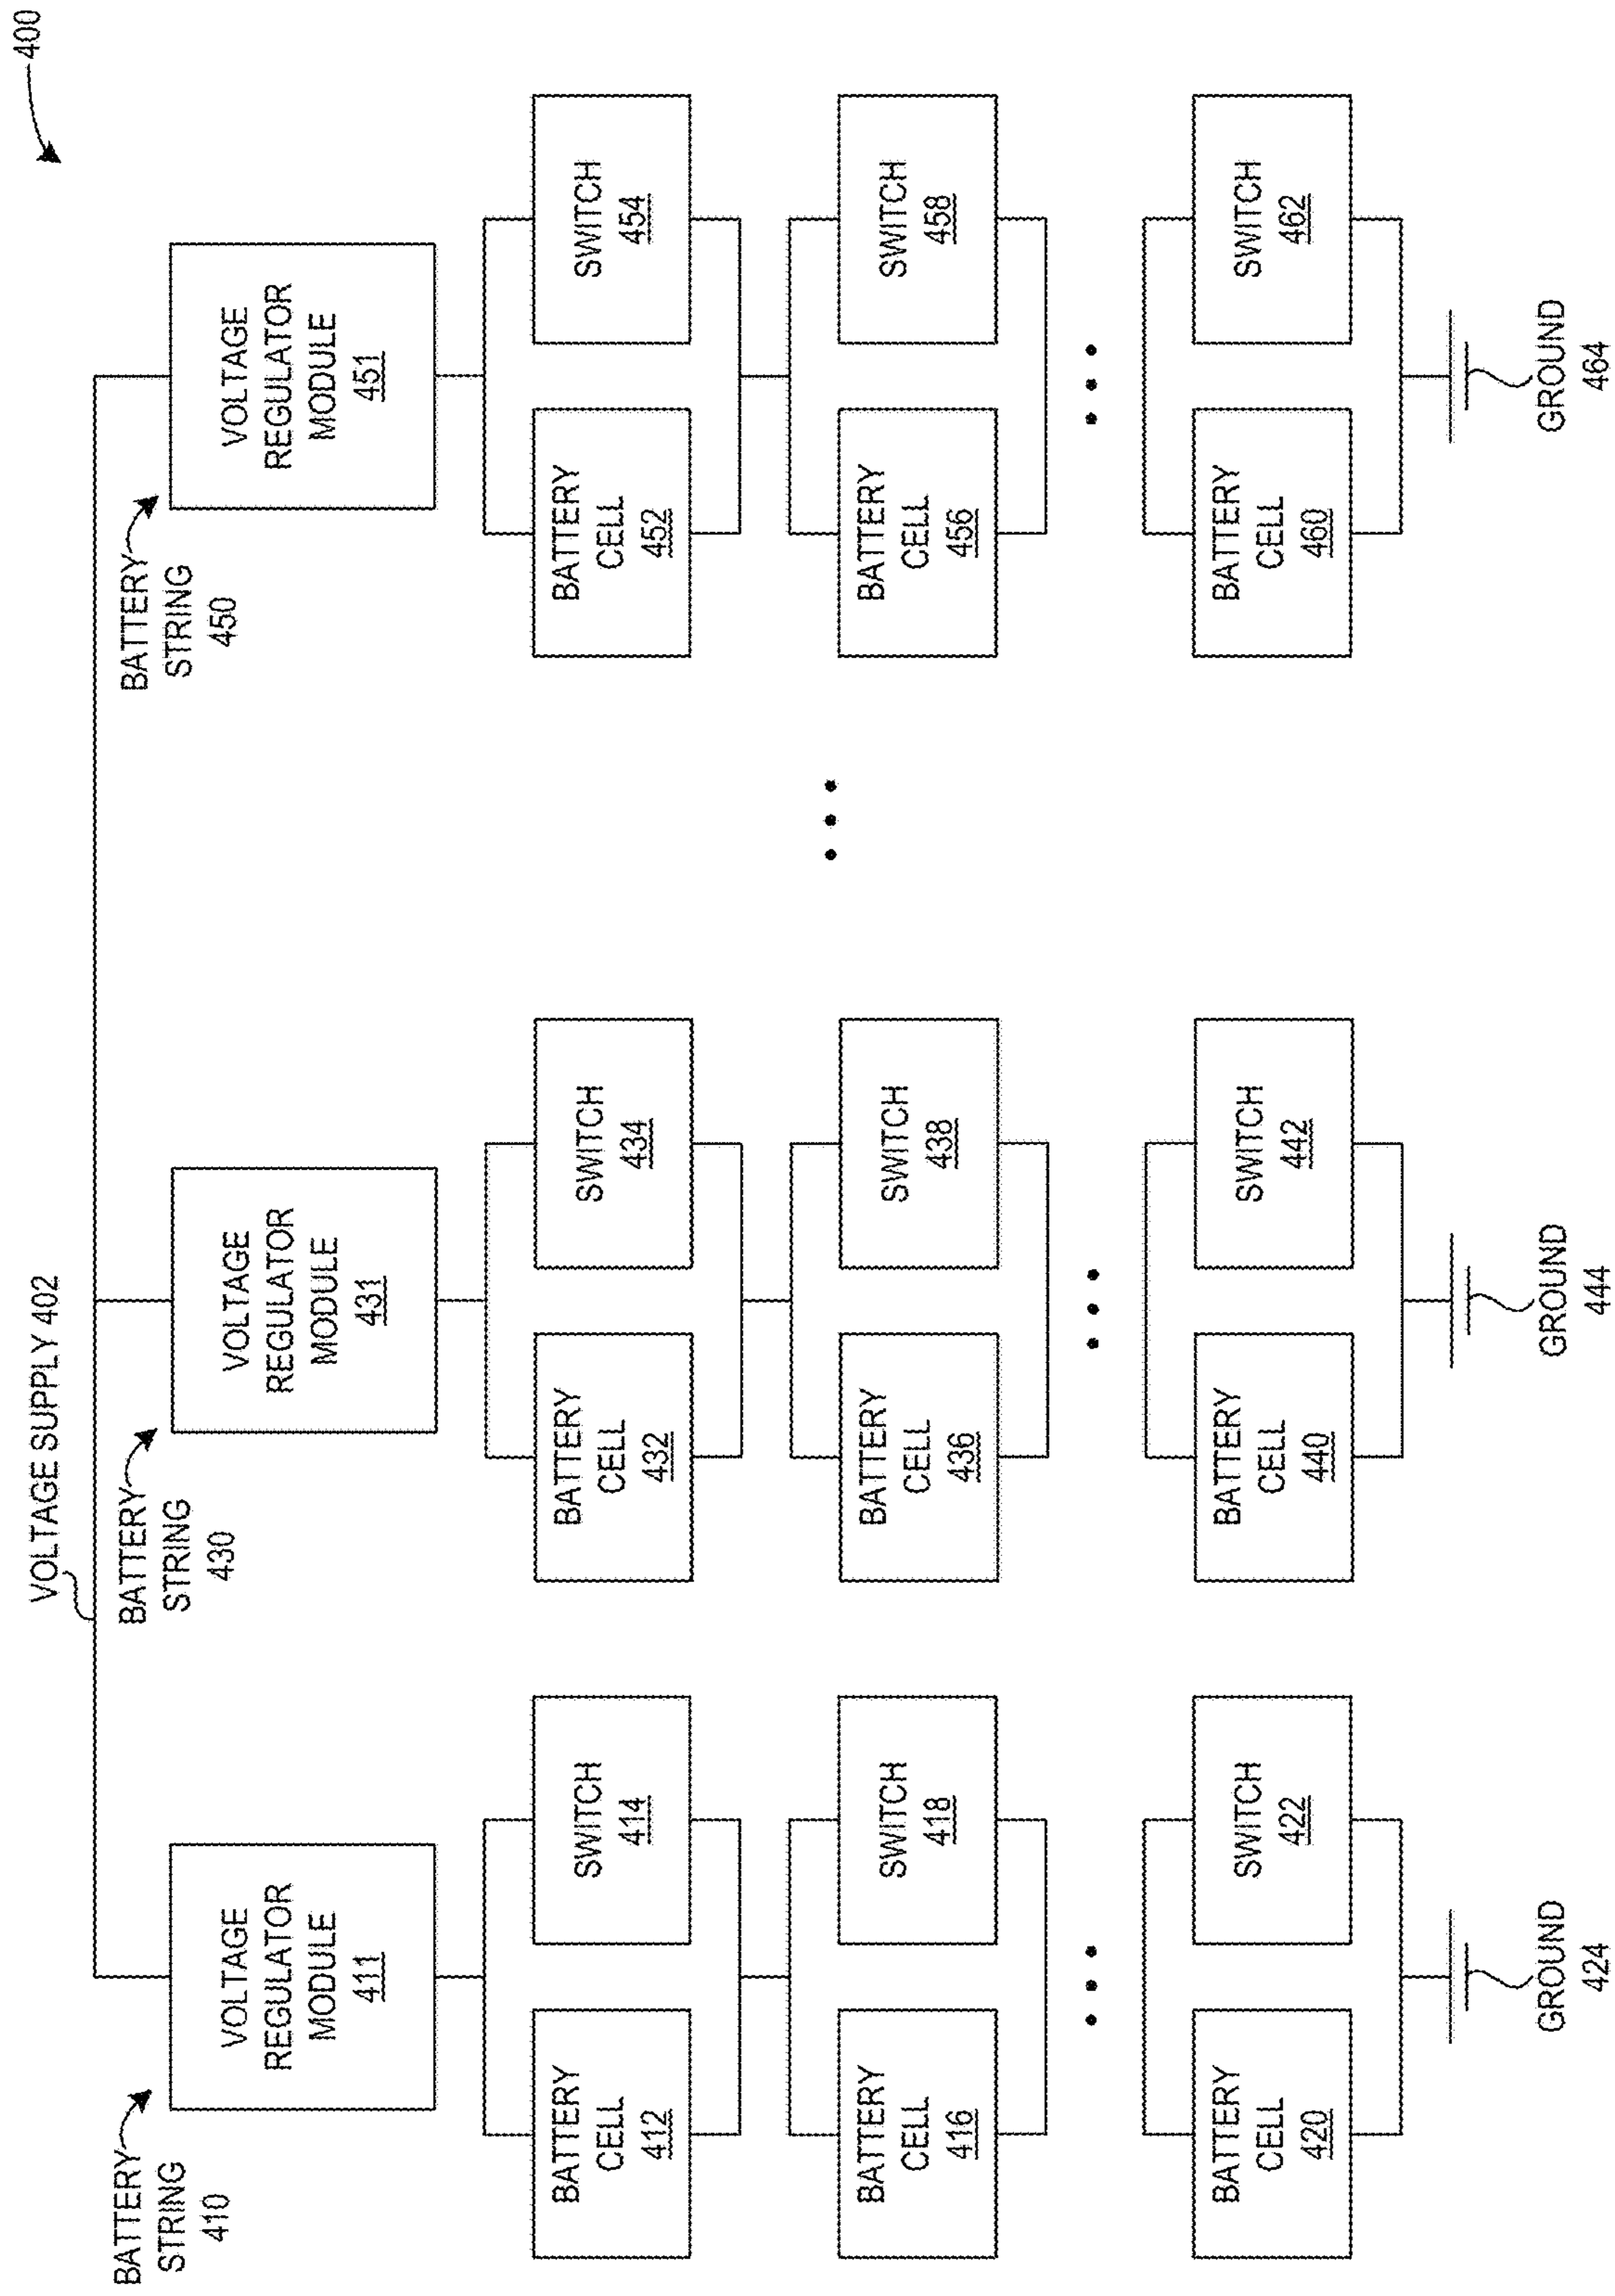 400
VOLTAGE SUPPLY 402
BATTERY
STRING
410
VOLTAGE
REGULATOR
MODULE
411
BATTERY
CELL
412
SWITCH
414
BATTERY
CELL
416
SWITCH
418
BATTERY
CELL
420
SWITCH
422
GROUND
424
BATTERY
STRING
430
VOLTAGE
REGULATOR
MODULE
431
BATTERY
CELL
432
SWITCH
434
BATTERY
CELL
436
SWITCH
438
BATTERY
CELL
440
SWITCH
442
GROUND
444
BATTERY
STRING
450
VOLTAGE
REGULATOR
MODULE
451
BATTERY
CELL
452
SWITCH
454
BATTERY
CELL
456
SWITCH
458
BATTERY
CELL
460
SWITCH
462
GROUND
464